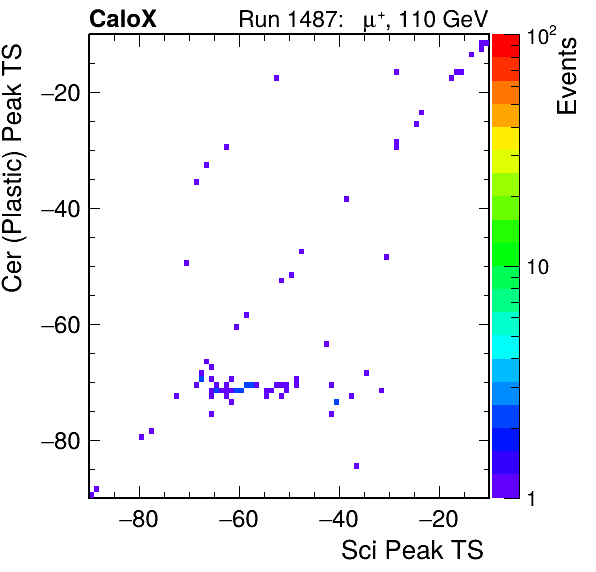 CaloX Run 1487: μ⁺, 110 GeV
Cer (Plastic) Peak TS
−20
−40
−60
−80
−80 −60 −40 −20
Sci Peak TS
10²
10
1
Events